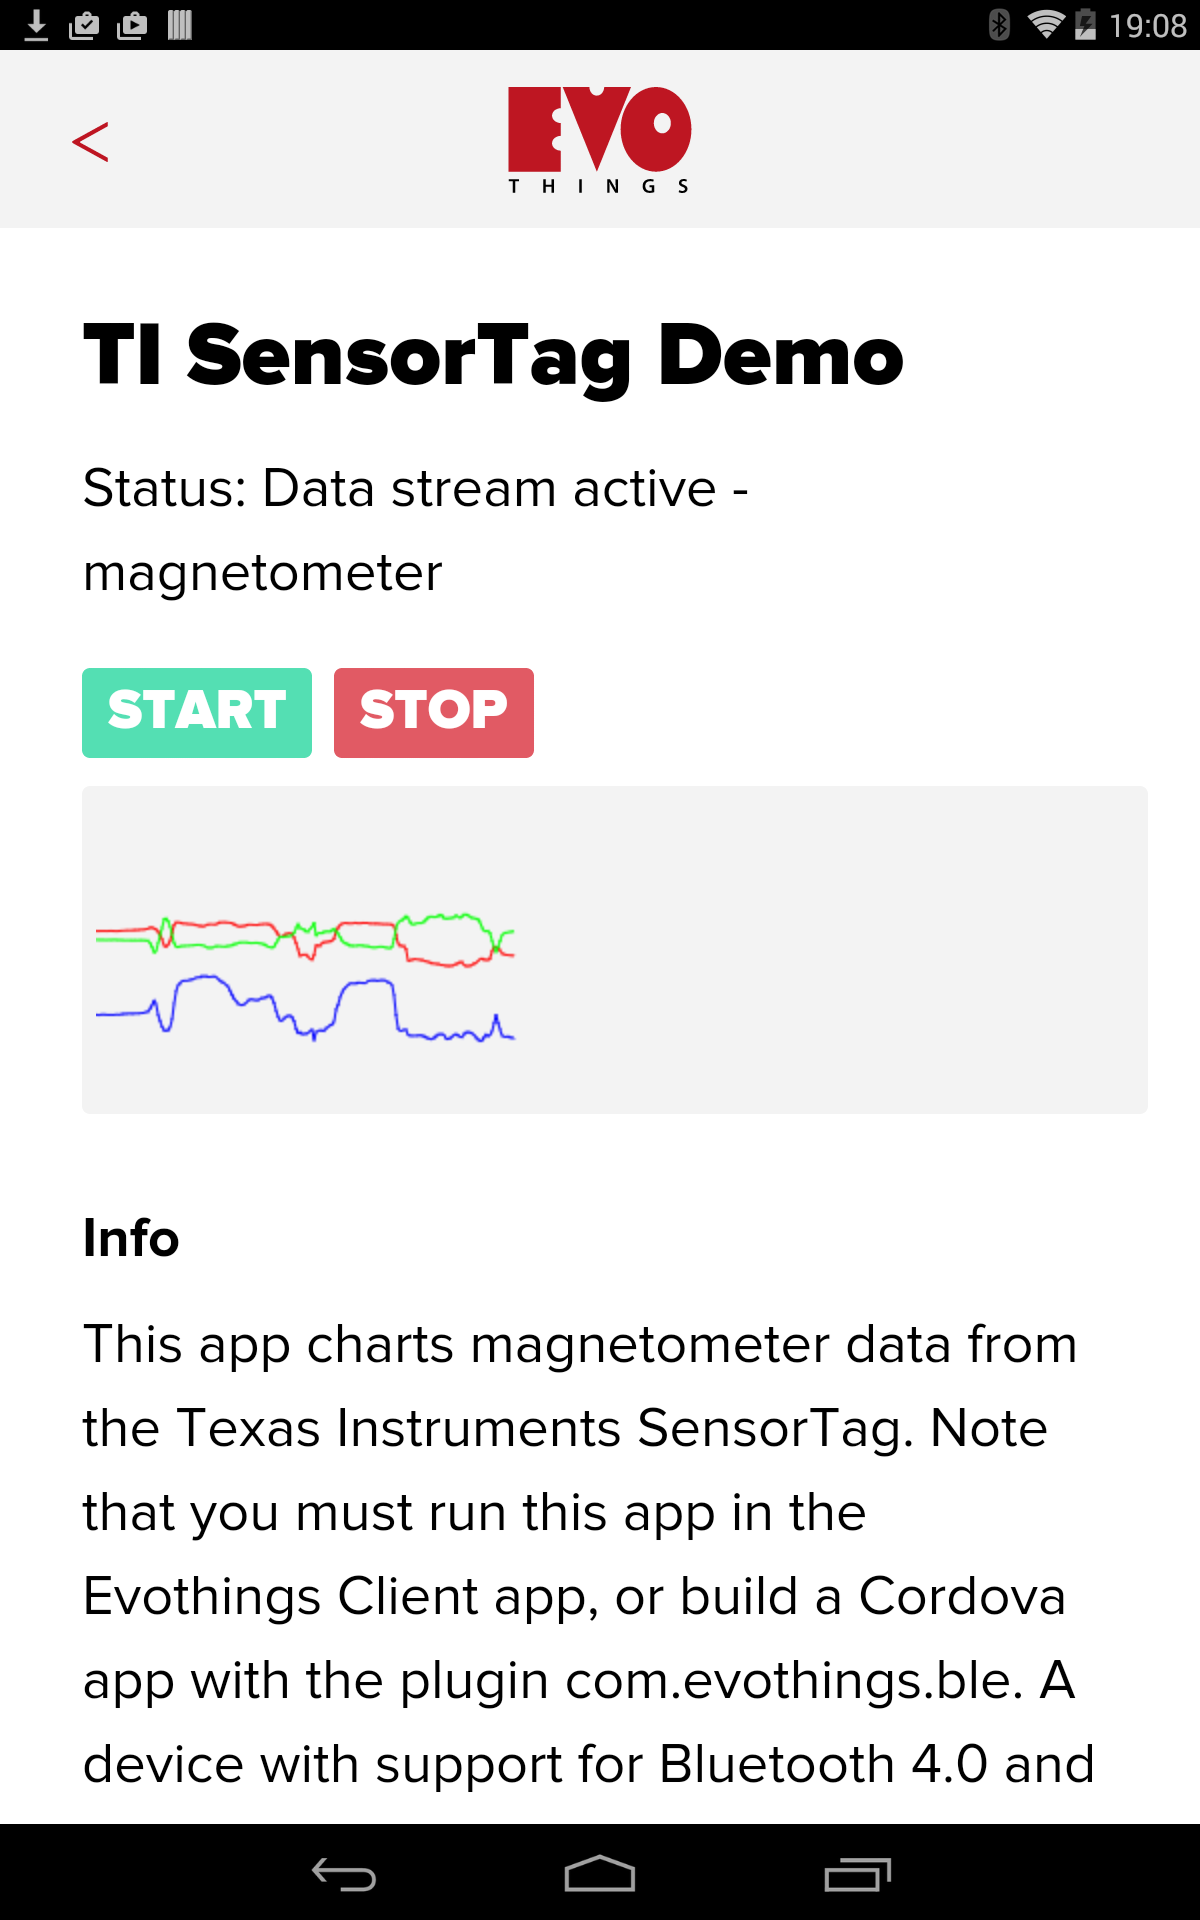 19:08
<
EVO
THINGS
TI SensorTag Demo
Status: Data stream active -
magnetometer
START STOP
Info
This app charts magnetometer data from
the Texas Instruments SensorTag. Note
that you must run this app in the
Evothings Client app, or build a Cordova
app with the plugin com.evothings.ble. A
device with support for Bluetooth 4.0 and